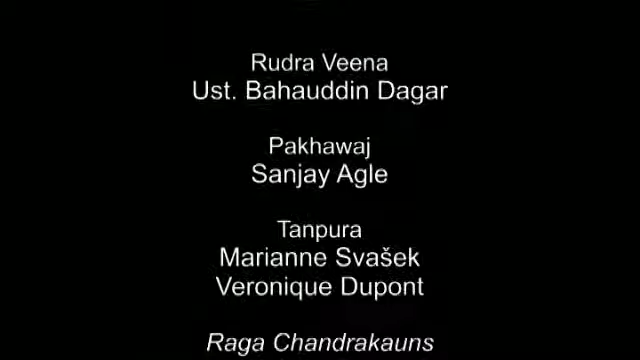 Rudra Veena
Ust. Bahauddin Dagar
Pakhawaj
Sanjay Agle
Tanpura
Marianne Svašek
Veronique Dupont
Raga Chandrakauns